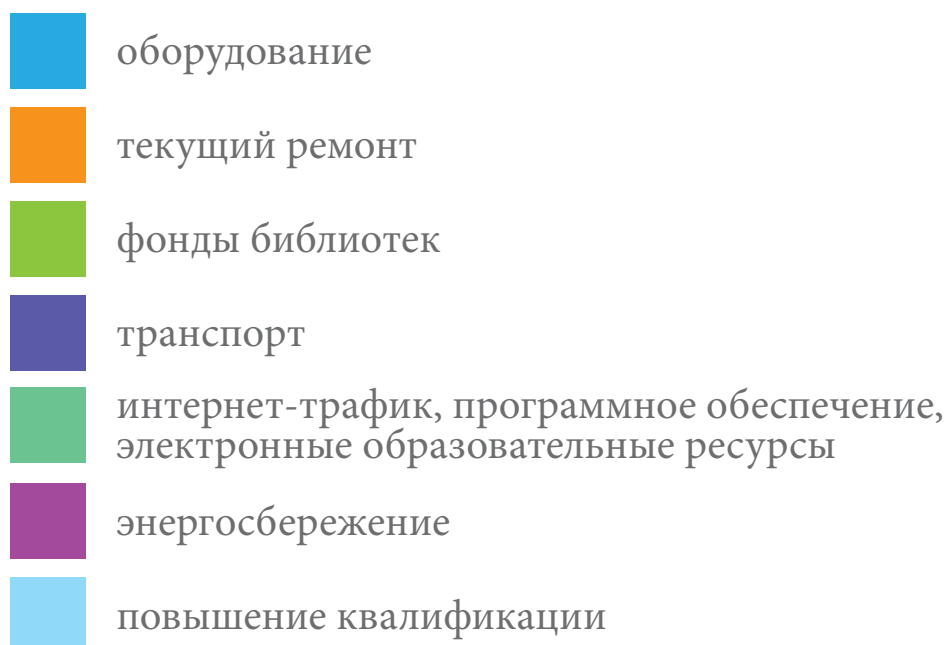 оборудование
текущий ремонт
фонды библиотек
транспорт
интернет-трафик, программное обеспечение,
электронные образовательные ресурсы
энергосбережение
повышение квалификации